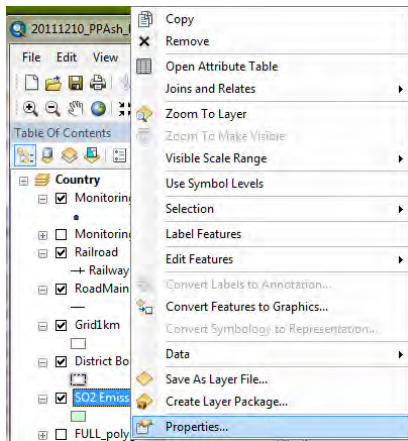 20111210_PPAsh_
File Edit View
Table Of Contents
Country
Monitoring
Monitoring
Railroad
Railway
RoadMain
Grid1km
District Bo
SO2 Emiss
FULL_poly
Copy
Remove
Open Attribute Table
Joins and Relates
Zoom To Layer
Zoom To Make Visible
Visible Scale Range
Use Symbol Levels
Selection
Label Features
Edit Features
Convert Labels to Annotation...
Convert Features to Graphics...
Convert Symbology to Representation...
Data
Save As Layer File...
Create Layer Package...
Properties...